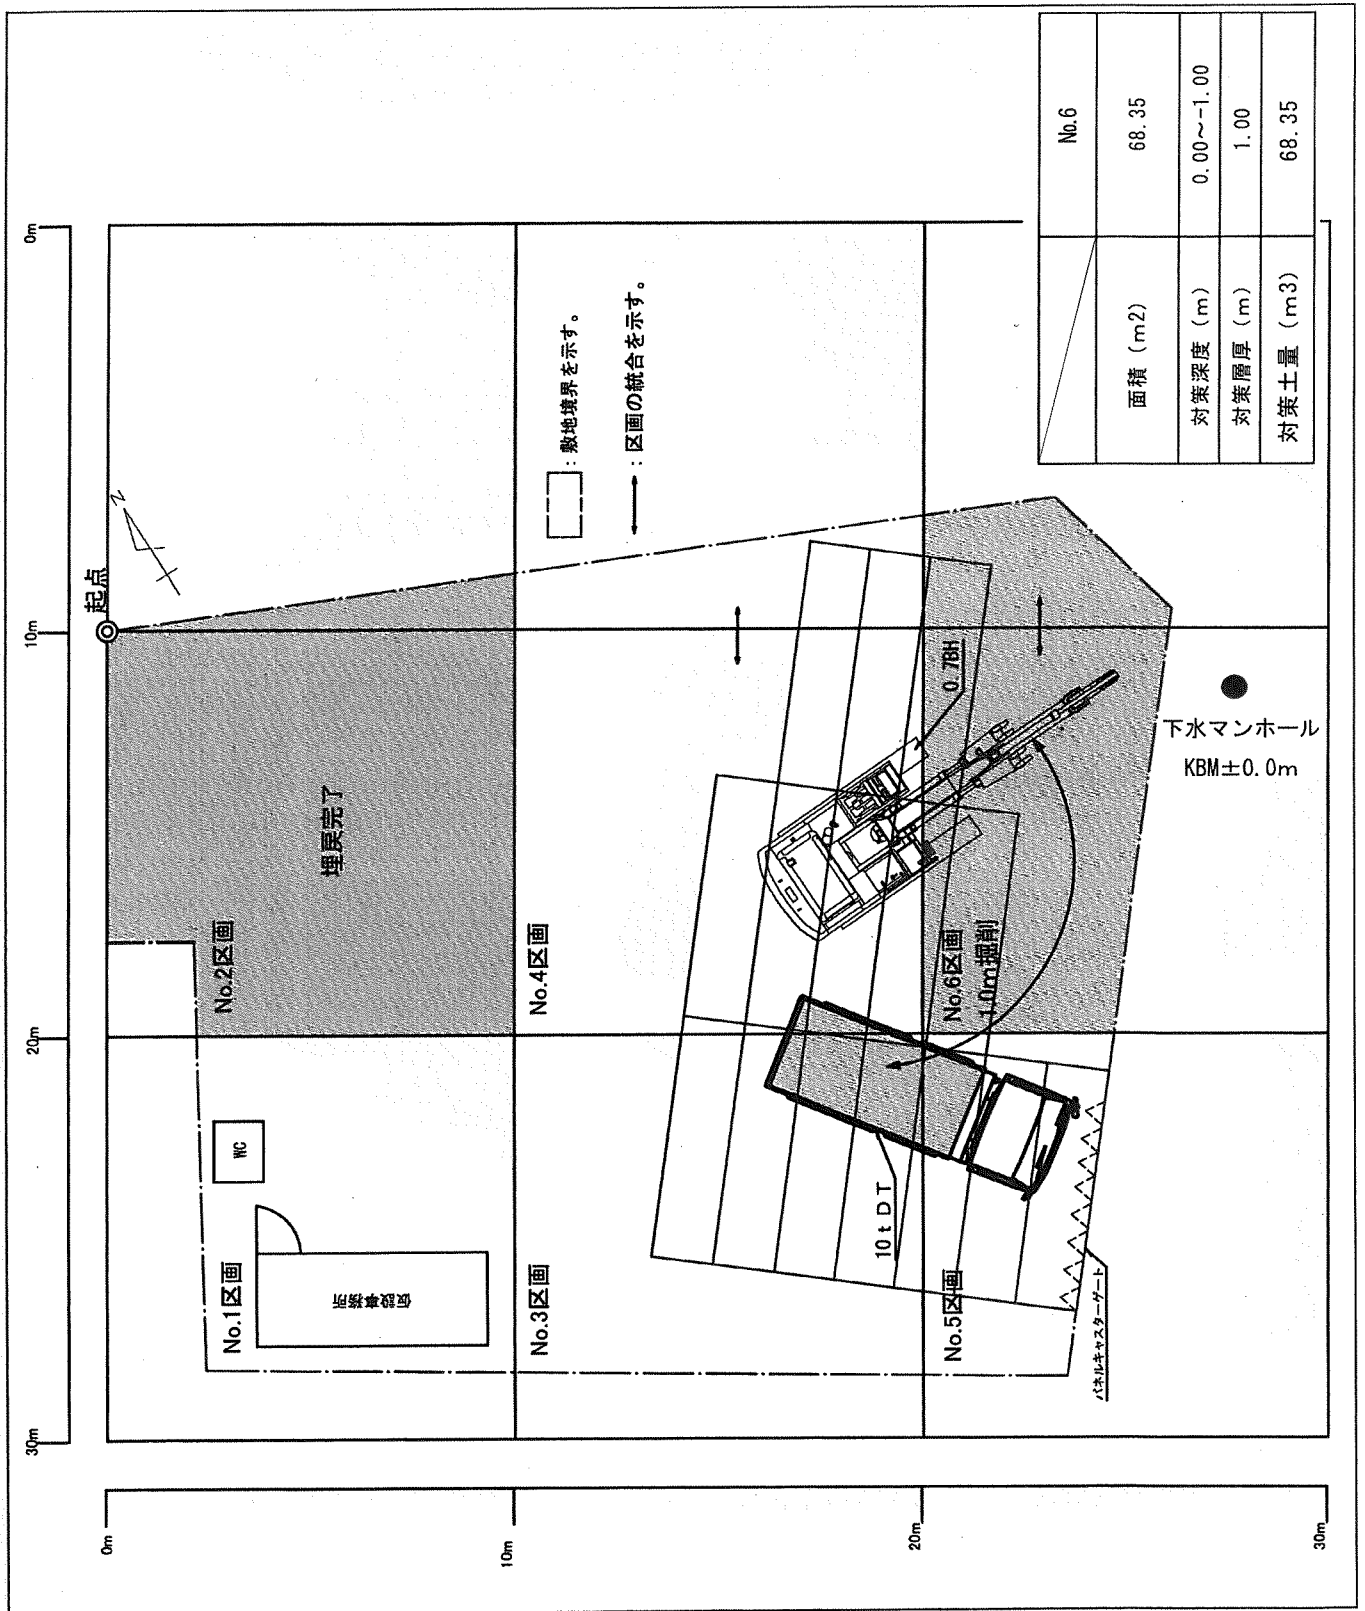 No.6
面積 (m2) 68.35
対策深度 (m) 0.00~-1.00
対策層厚 (m) 1.00
対策土量 (m3) 68.35
0m
10m
20m
30m
起点
N
：敷地境界を示す。
：区画の統合を示す。
埋戻完了
No.2区画
No.4区画
No.6区画
1.0m掘削
0.7BH
10tDT
下水マンホール
KBM±0.0m
WC
仮設事務所
No.1区画
No.3区画
No.5区画
パネルキャスターゲート
0m
10m
20m
30m